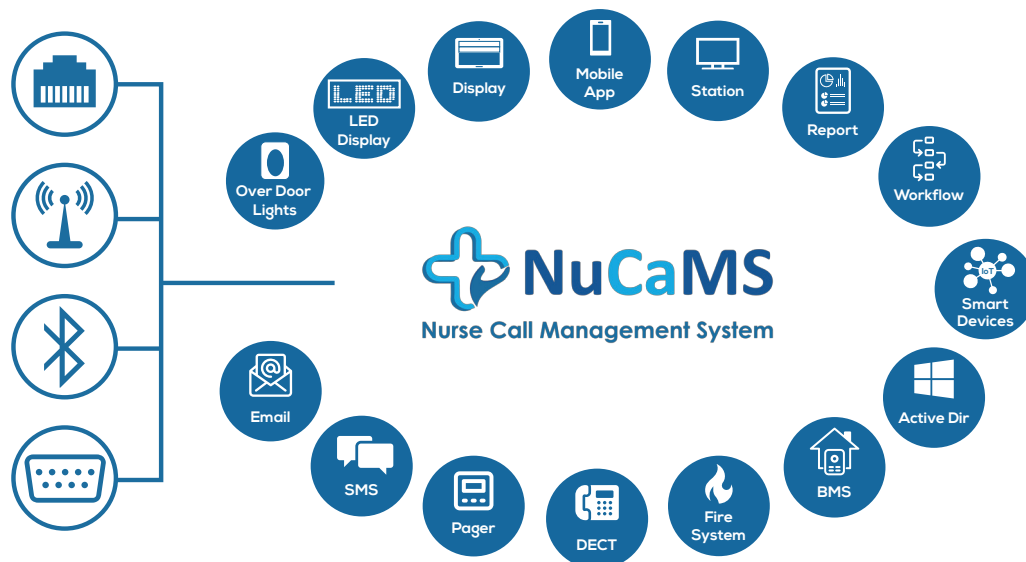 LED
LED
Display
Display
Mobile
App
Station
Report
Workflow
Over Door
Lights
NuCaMS
Nurse Call Management System
IoT
Smart
Devices
Email
Active Dir
SMS
BMS
Pager
DECT
Fire
System